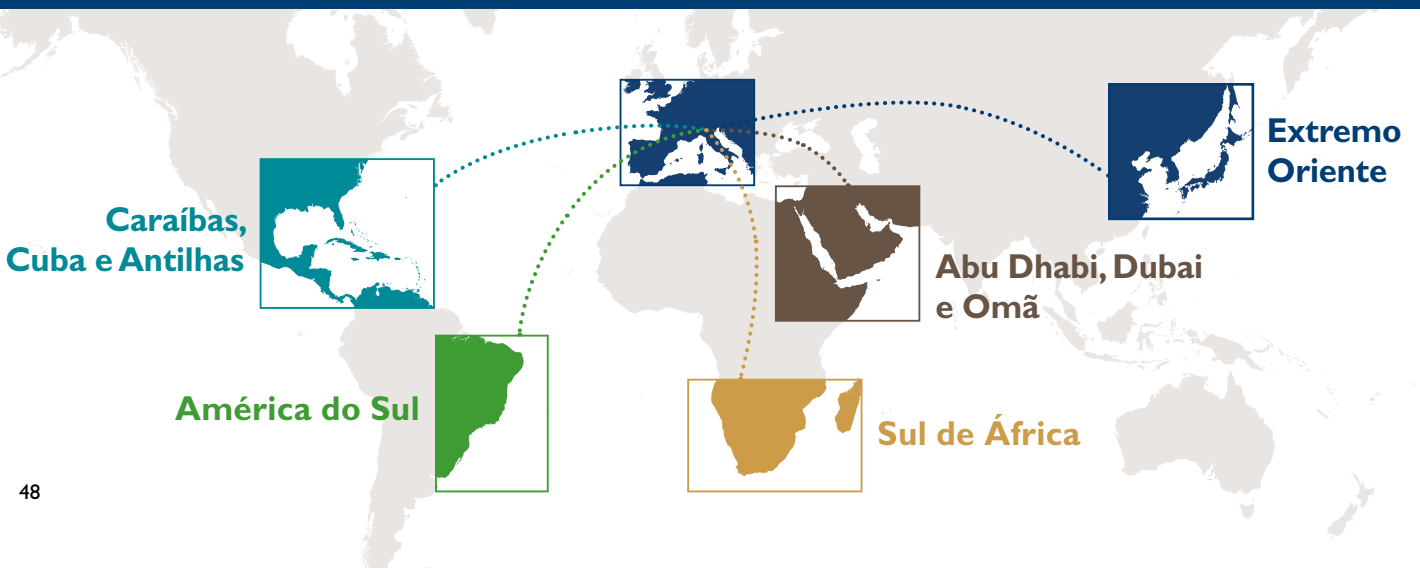 Extremo
Oriente
Caraíbas,
Cuba e Antilhas
Abu Dhabi, Dubai
e Omã
América do Sul
Sul de África
48